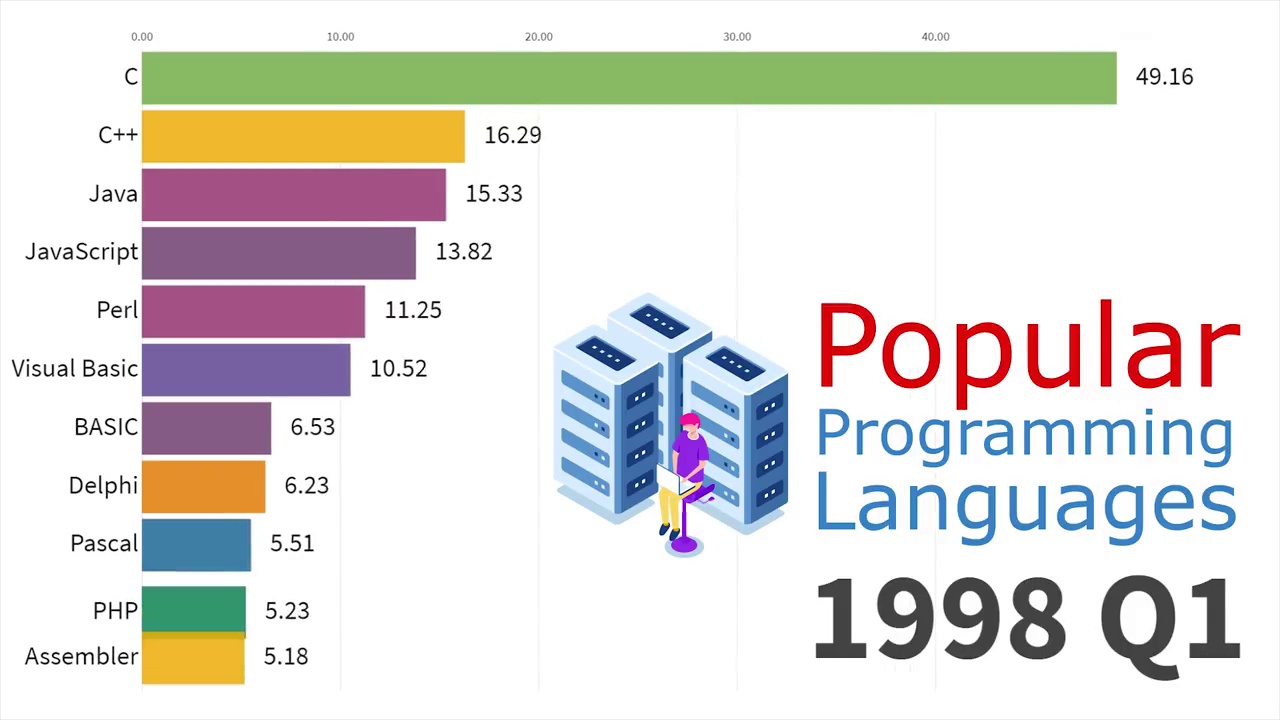 0.00 10.00 20.00 30.00 40.00
C 49.16
C++ 16.29
Java 15.33
JavaScript 13.82
Perl 11.25
Visual Basic 10.52
BASIC 6.53
Delphi 6.23
Pascal 5.51
PHP 5.23
Assembler 5.18
Popular
Programming
Languages
1998 Q1